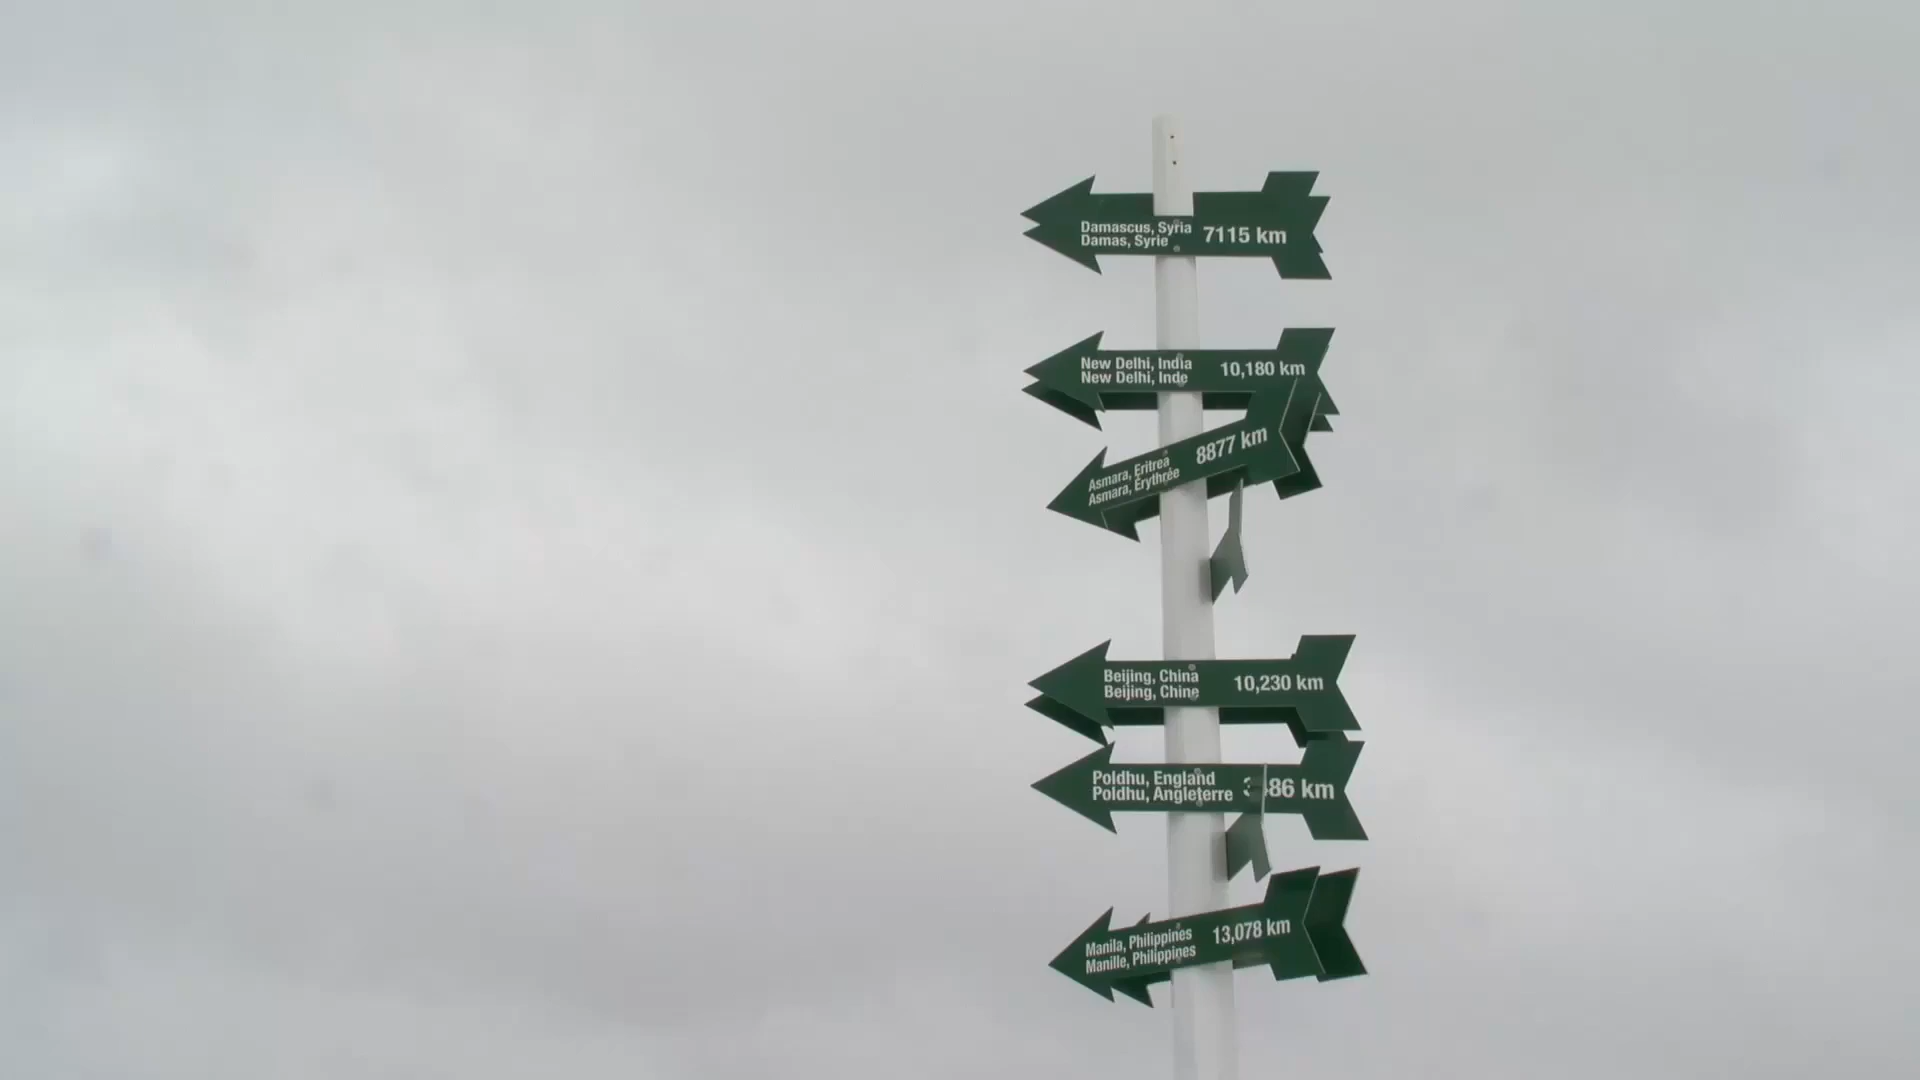 Damascus, Syria
Damas, Syrie
7115 km
New Delhi, India
New Delhi, Inde
10,180 km
Asmara, Eritrea
Asmara, Érythrée
8877 km
Beijing, China
Beijing, Chine
10,230 km
Poldhu, England
Poldhu, Angleterre
km
Manila, Philippines
Manille, Philippines
13,078 km